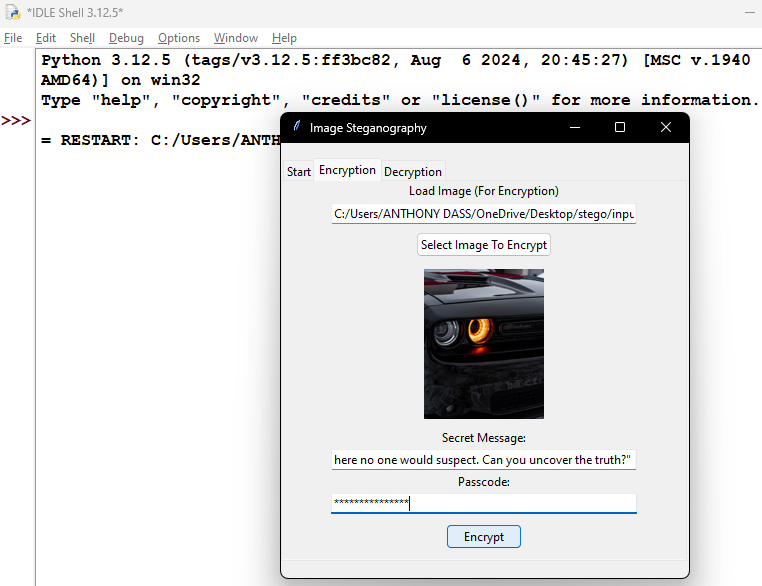 *IDLE Shell 3.12.5*
File Edit Shell Debug Options Window Help
Python 3.12.5 (tags/v3.12.5:ff3bc82, Aug  6 2024, 20:45:27) [MSC v.1940
AMD64)] on win32
Type "help", "copyright", "credits" or "license()" for more information.
>>>
= RESTART: C:/Users/ANTH
Image Steganography
Start Encryption Decryption
Load Image (For Encryption)
C:/Users/ANTHONY DASS/OneDrive/Desktop/stego/inpu
Select Image To Encrypt
Secret Message:
here no one would suspect. Can you uncover the truth?"
Passcode:
***************
Encrypt